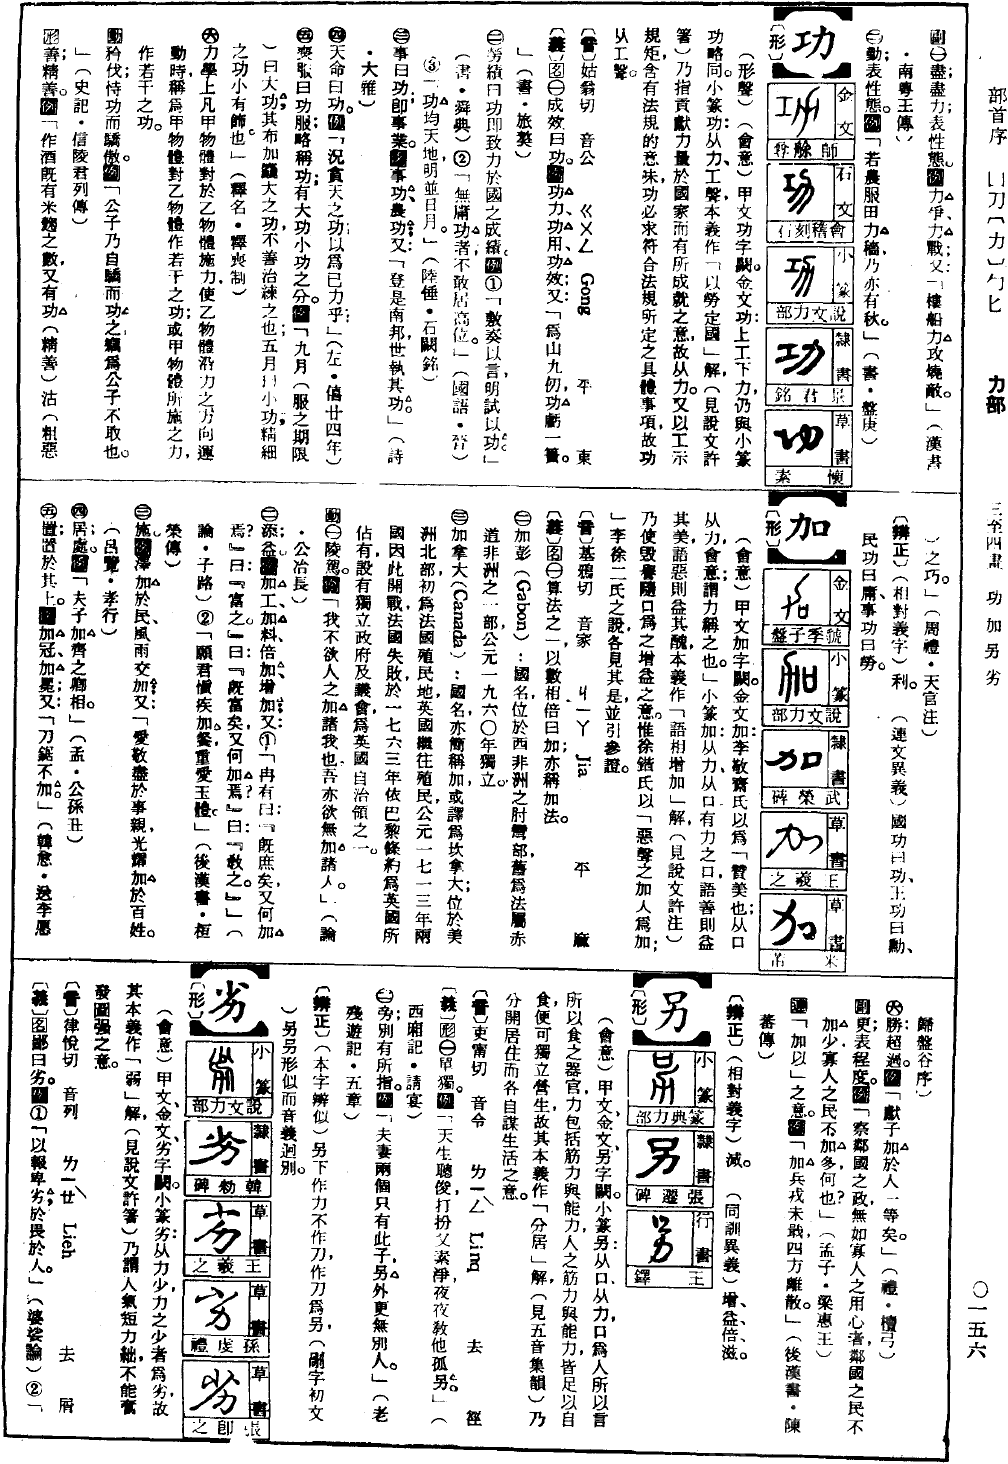 部首序 凵刀勹力勹匕 力部 三至四畫 功加另劣 〇一五六
副㊀盡；盡力；表性態。例「力爭」「力戰」又「樓船力攻燒敵。」（漢書
・南粵王傳）
㊁勤；表性態。例「若農服田力穡，乃亦有秋。」（書・盤庚）
功
〔形〕
金文 師𩛥簋
石文 會稽刻石
小篆 說文力部
隸書 景君銘
草書 懷素
（形聲）（會意）甲文功字闕。金文功：上工下力，仍與小篆
功略同。小篆功：从力，工聲，本義作「以勞定國」解（見說文許
箸）乃指貢獻力量於國家而有所成就之意，故从力。又以工示
規矩，含有法規的意味，功必求符合法規所定之具體事項，故功
从工聲。
〔音〕姑翁切 音公 ㄍㄨㄥ Gong 平 東
〔義〕名㊀成效曰功。例「功力、功用、功效」又：「爲山九仞，功虧一簣。
」（書・旅獒）
㊁勞績曰功；即致力於國之成績。例①「敷奏以言，明試以功。」
（書・舜典）②「無庸功者不敢居高位。」（國語・晉）
③「功均天地，明並日月。」（陸倕・石闕銘）
㊂事曰功；即事業。例「事功、農功」又：「登是南邦，世執其功。」（詩
・大雅）
㊃天命曰功。例「況貪天之功以爲已力乎」（左・僖廿四年）
㊄喪服曰功服，略稱功；有大功小功之分。例「九月（服之期限
）曰大功，其布加麤大之功，不善治練之也；五月曰小功，精細
之功，小有飾也」（釋名・釋喪制）
㊅力學上凡甲物體對於乙物體施力，使乙物體沿力之方向運
動時，稱爲甲物體對乙物體作若干之功；或甲物體所施之力，
作若干之功。
動矜伐；恃功而驕傲。例「公子乃自驕而功之，竊爲公子不取也。
」（史記・信陵君列傳）
形善；精善。例「作酒既有米麴之數，又有功（精善）沽（粗惡
）之巧。」（周禮・天官注）
〔辨正〕（相對義字）利。（連文異義）國功曰功，王功曰勳，
民功曰庸，事功曰勞。
加
〔形〕
金文 虢季子盤
小篆 說文力部
隸書 武榮碑
草書 王羲之
草書 米芾
（會意）甲文加字闕。金文加：李敬齋氏以爲「贊美也，从口
从力，會意，謂力稱之也。」小篆加：从力从口，有力之口，語善則益
其美，語惡則益其醜，本義作「語相增加」解（見說文許注）
乃使毀譽隨口爲之增益之意。惟徐鍇氏以「惡聲之加人爲加；
」李徐二氏之說，各見其是，並引參證。
〔音〕基鴉切 音家 ㄐㄧㄚ Jia 平 麻
〔義〕名㊀算法之一，以數相倍曰加，亦稱加法。
㊁加彭（Gabon）：國名，位於西非洲之肘彎部，舊爲法屬赤
道非洲之一部，公元一九六〇年獨立。
㊂加拿大（Canada）：國名，亦簡稱加，或譯爲坎拿大；位於美
洲北部，初爲法國殖民地，英國繼往殖民，公元一七一三年兩
國因此開戰，法國失敗，於一七六三年依巴黎條約爲英國所
佔有，設有獨立政府及議會，爲英國自治領之一。
動㊀陵駕。例「我不欲人之加諸我也，吾亦欲無加諸人。」（論
・公冶長）
㊁添；益。例「加工、加料、倍加、增加」又：①「冉有曰：『既庶矣，又何加
焉？』曰：『富之。』曰：『既富矣，又何加焉？』曰：『教之。』」（
論・子路）②「願君愼疾加餐，重愛玉體。」（後漢書・桓
榮傳）
㊂施。例「澤加於民，風雨交加」又：「愛敬盡於事親，光耀加於百姓。
（呂覽・孝行）
㊃居；處。例「夫子加齊之卿相。」（孟・公孫丑）
㊄置；置於其上。例「加冠、加冕」又：「刀鋸不加」（韓愈・送李愿
歸盤谷序）
㊅勝；超過。例「獻子加於人一等矣。」（禮・檀弓）
副更；表程度。例「察鄰國之政，無如寡人之用心者，鄰國之民不
加少，寡人之民不加多，何也？」（孟子・梁惠王）
連「加以」之意。例「加兵戎未戢，四方離散。」（後漢書・陳
蕃傳）
〔辨正〕（相對義字）減。（同訓異義）增、益、倍、滋。
另
〔形〕
小篆 篆典力部
隸書 張遷碑
行書 王鐸
（會意）甲文金文另字闕。小篆另：从口从力，口爲人所以言
所以食之器官，力包括筋力與能力，人之筋力與能力，皆足以自
食，便可獨立營生，故其本義作「分居」解（見五音集韻）乃
分開居住而各自謀生活之意。
〔音〕吏甯切 音令 ㄌㄧㄥˋ Linq 去 徑
〔義〕形㊀單獨。例「天生聰俊，打扮又素淨，夜夜教他孤另。」（
西廂記・請宴）
㊁旁；別有所指。例「夫妻兩個只有此子，另外更無別人。」（老
殘遊記・五章）
〔辨正〕（本字辨似）另下作力不作刀，作刀爲叧（剮字初文
）另叧形似而音義迥別。
劣
〔形〕
小篆 說文力部
隸書 韓勑碑
草書 王羲之
草書 孫虔禮
草書 張即之
（會意）甲文金文劣字闕。小篆劣：从力少，力之少者爲劣，故
其本義作「弱」解（見說文許箸）乃謂人氣短力絀，不能奮
發圖强之意。
〔音〕律悅切 音列 ㄌㄧㄝˋ Lieh 去 屑
〔義〕名鄙曰劣。例①「以報卑劣於畏於人。」（婆娑論）②「